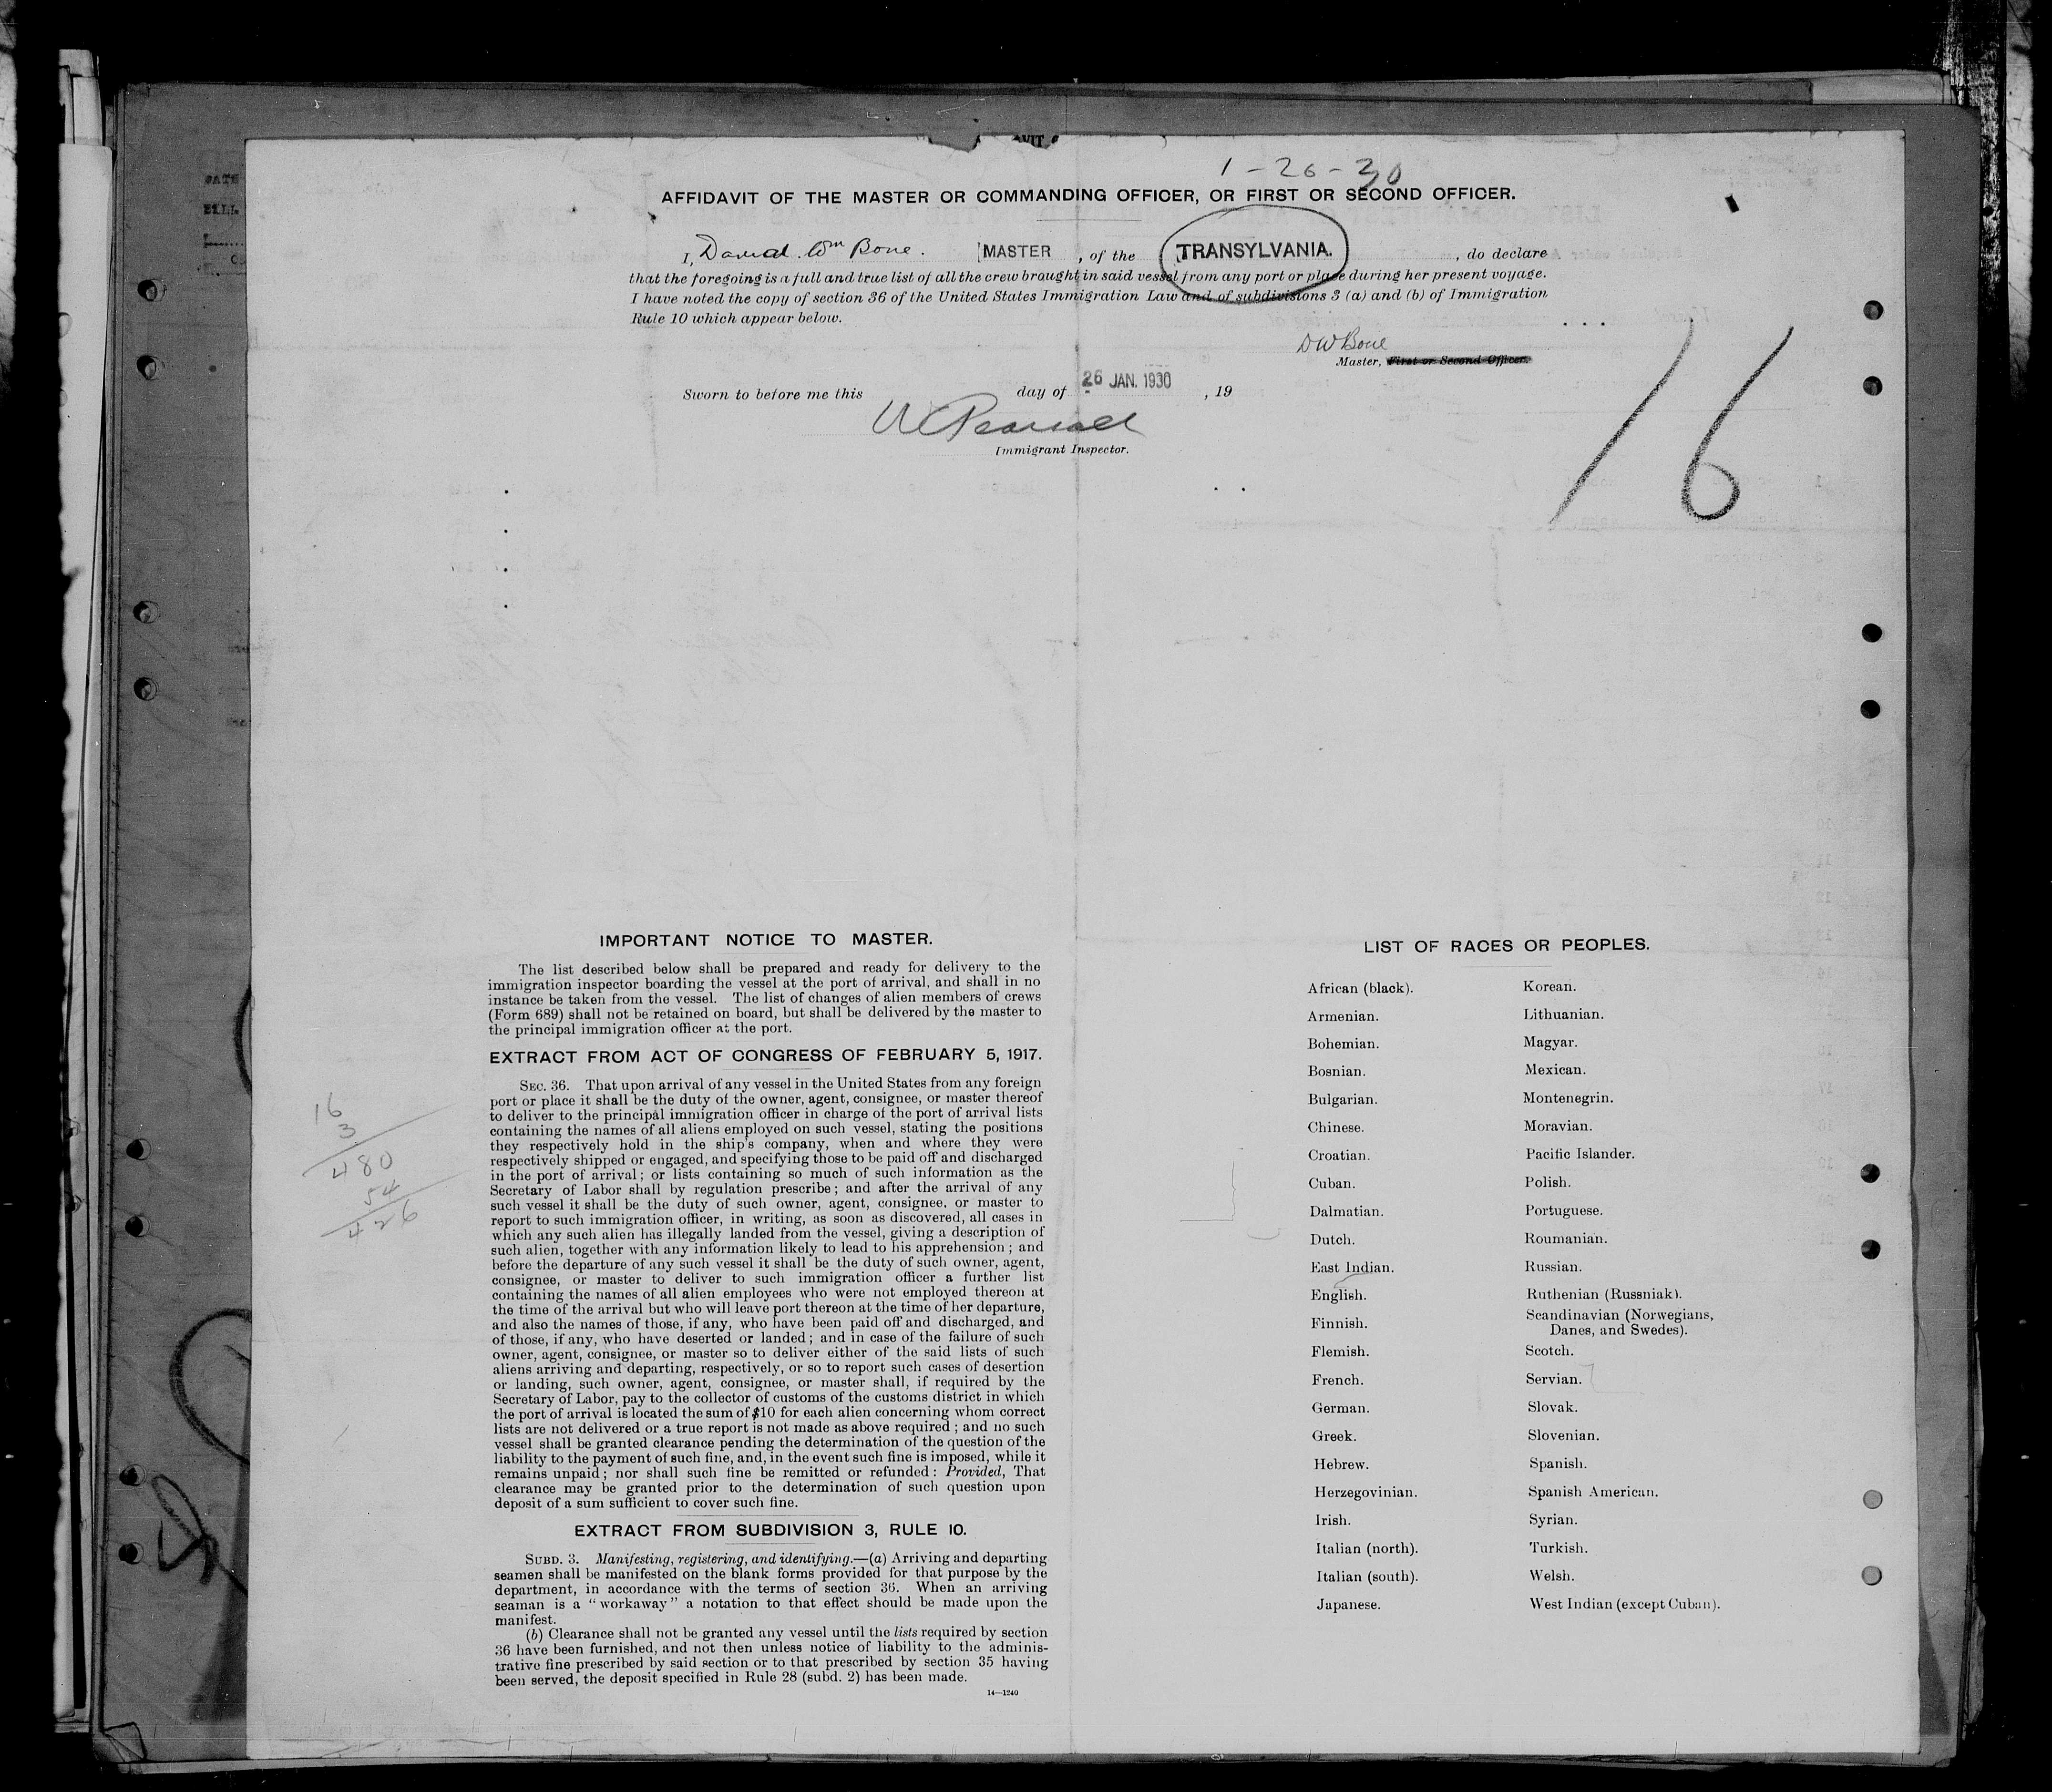 1-26-30
AFFIDAVIT OF THE MASTER OR COMMANDING OFFICER, OR FIRST OR SECOND OFFICER.
I, David Wm Bone. MASTER, of the TRANSYLVANIA., do declare
that the foregoing is a full and true list of all the crew brought in said vessel from any port or place during her present voyage.
I have noted the copy of section 36 of the United States Immigration Law and of subdivisions 3 (a) and (b) of Immigration
Rule 10 which appear below.
DW Bone
Master, First or Second Officer.
Sworn to before me this day of 26 JAN. 1930, 19
Immigrant Inspector.
16
IMPORTANT NOTICE TO MASTER.
The list described below shall be prepared and ready for delivery to the
immigration inspector boarding the vessel at the port of arrival, and shall in no
instance be taken from the vessel. The list of changes of alien members of crews
(Form 689) shall not be retained on board, but shall be delivered by the master to
the principal immigration officer at the port.
EXTRACT FROM ACT OF CONGRESS OF FEBRUARY 5, 1917.
SEC. 36. That upon arrival of any vessel in the United States from any foreign
port or place it shall be the duty of the owner, agent, consignee, or master thereof
to deliver to the principal immigration officer in charge of the port of arrival lists
containing the names of all aliens employed on such vessel, stating the positions
they respectively hold in the ship's company, when and where they were
respectively shipped or engaged, and specifying those to be paid off and discharged
in the port of arrival; or lists containing so much of such information as the
Secretary of Labor shall by regulation prescribe; and after the arrival of any
such vessel it shall be the duty of such owner, agent, consignee, or master to
report to such immigration officer, in writing, as soon as discovered, all cases in
which any such alien has illegally landed from the vessel, giving a description of
such alien, together with any information likely to lead to his apprehension; and
before the departure of any such vessel it shall be the duty of such owner, agent,
consignee, or master to deliver to such immigration officer a further list
containing the names of all alien employees who were not employed thereon at
the time of the arrival but who will leave port thereon at the time of her departure,
and also the names of those, if any, who have been paid off and discharged, and
of those, if any, who have deserted or landed; and in case of the failure of such
owner, agent, consignee, or master so to deliver either of the said lists of such
aliens arriving and departing, respectively, or so to report such cases of desertion
or landing, such owner, agent, consignee, or master shall, if required by the
Secretary of Labor, pay to the collector of customs of the customs district in which
the port of arrival is located the sum of $10 for each alien concerning whom correct
lists are not delivered or a true report is not made as above required; and no such
vessel shall be granted clearance pending the determination of the question of the
liability to the payment of such fine, and, in the event such fine is imposed, while it
remains unpaid; nor shall such fine be remitted or refunded: Provided, That
clearance may be granted prior to the determination of such question upon
deposit of a sum sufficient to cover such fine.
EXTRACT FROM SUBDIVISION 3, RULE 10.
SUBD. 3. Manifesting, registering, and identifying.—(a) Arriving and departing
seamen shall be manifested on the blank forms provided for that purpose by the
department, in accordance with the terms of section 36. When an arriving
seaman is a "workaway" a notation to that effect should be made upon the
manifest.
(b) Clearance shall not be granted any vessel until the lists required by section
36 have been furnished, and not then unless notice of liability to the adminis-
trative fine prescribed by said section or to that prescribed by section 35 having
been served, the deposit specified in Rule 28 (subd. 2) has been made.
14—1240
16
3
480
54
426
LIST OF RACES OR PEOPLES.
African (black).
Armenian.
Bohemian.
Bosnian.
Bulgarian.
Chinese.
Croatian.
Cuban.
Dalmatian.
Dutch.
East Indian.
English.
Finnish.
Flemish.
French.
German.
Greek.
Hebrew.
Herzegovinian.
Irish.
Italian (north).
Italian (south).
Japanese.
Korean.
Lithuanian.
Magyar.
Mexican.
Montenegrin.
Moravian.
Pacific Islander.
Polish.
Portuguese.
Roumanian.
Russian.
Ruthenian (Russniak).
Scandinavian (Norwegians,
Danes, and Swedes).
Scotch.
Servian.
Slovak.
Slovenian.
Spanish.
Spanish American.
Syrian.
Turkish.
Welsh.
West Indian (except Cuban).